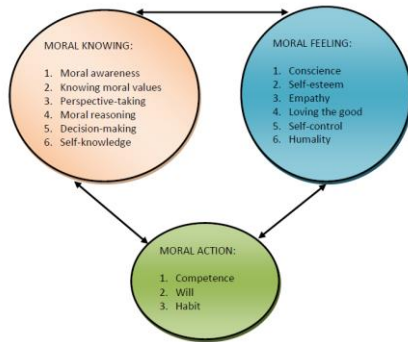 MORAL KNOWING:
1. Moral awareness
2. Knowing moral values
3. Perspective-taking
4. Moral reasoning
5. Decision-making
6. Self-knowledge
MORAL FEELING:
1. Conscience
2. Self-esteem
3. Empathy
4. Loving the good
5. Self-control
6. Humality
MORAL ACTION:
1. Competence
2. Will
3. Habit